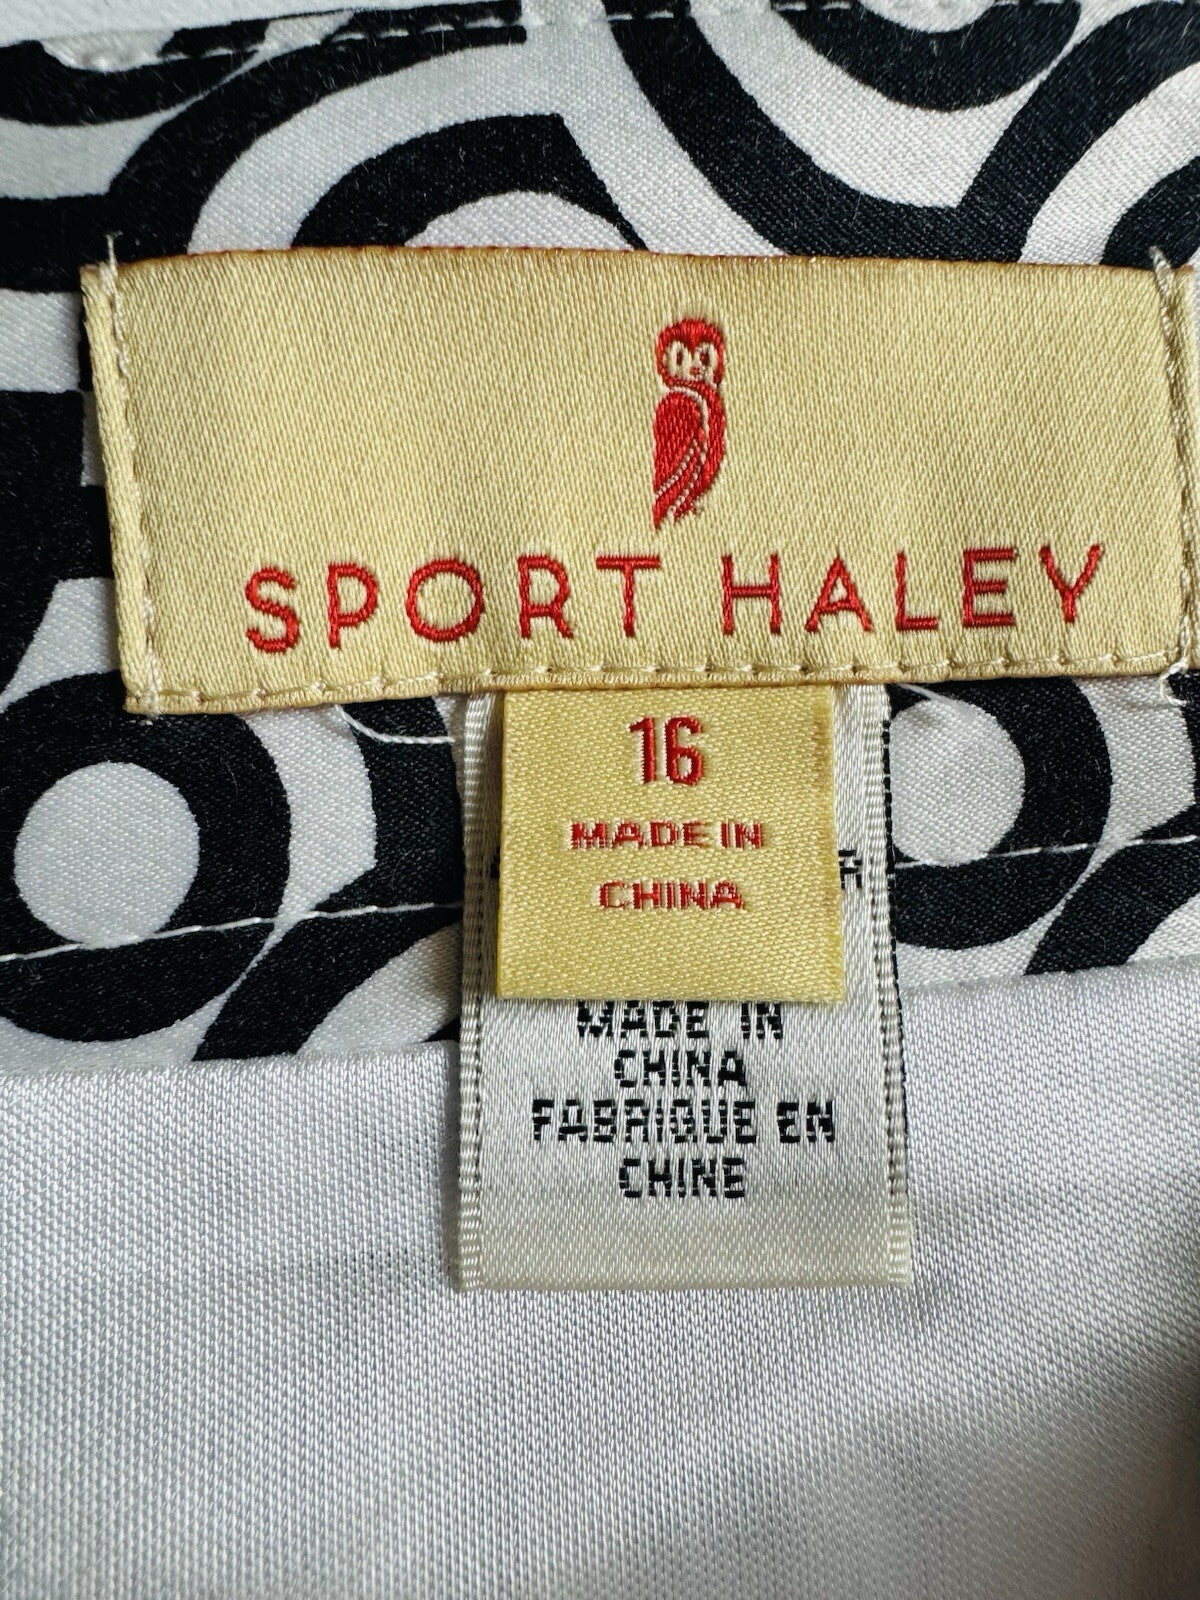 SPORT HALEY
16
MADE IN
CHINA
MADE IN
CHINA
FABRIQUE EN
CHINE